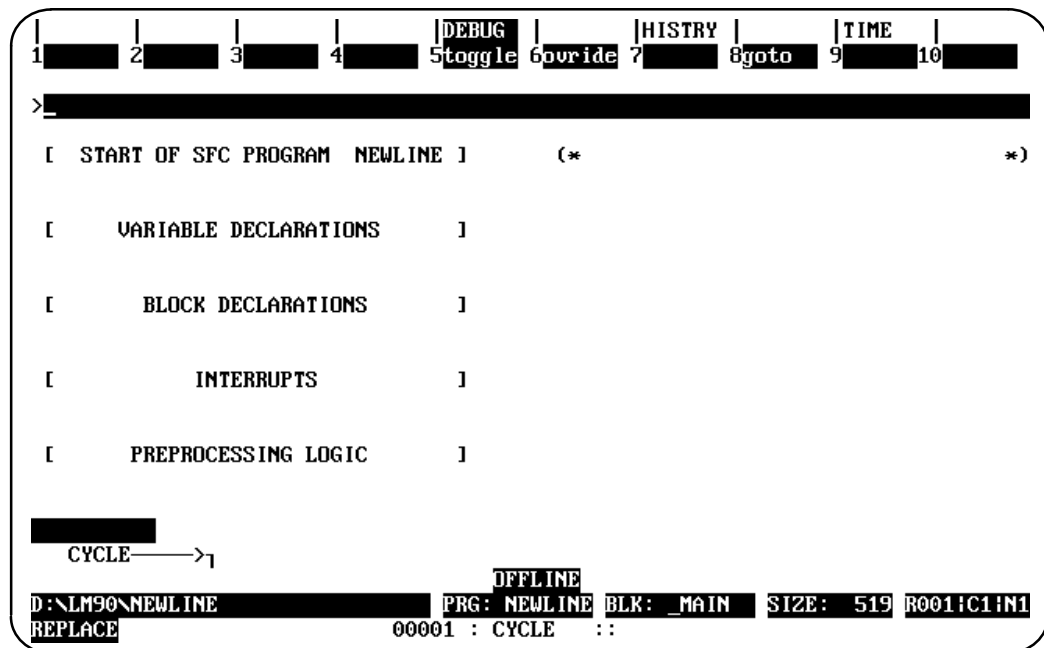 | | | | |DEBUG | |HISTRY | |TIME |
1 2 3 4 5toggle 6ovride 7 8goto 9 10
>_
[ START OF SFC PROGRAM NEWLINE ] (* *)
[ VARIABLE DECLARATIONS ]
[ BLOCK DECLARATIONS ]
[ INTERRUPTS ]
[ PREPROCESSING LOGIC ]
CYCLE────>┐
OFFLINE
D:\LM90\NEWLINE PRG: NEWLINE BLK: _MAIN SIZE: 519 R001¦C1¦N1
REPLACE 00001 : CYCLE ::